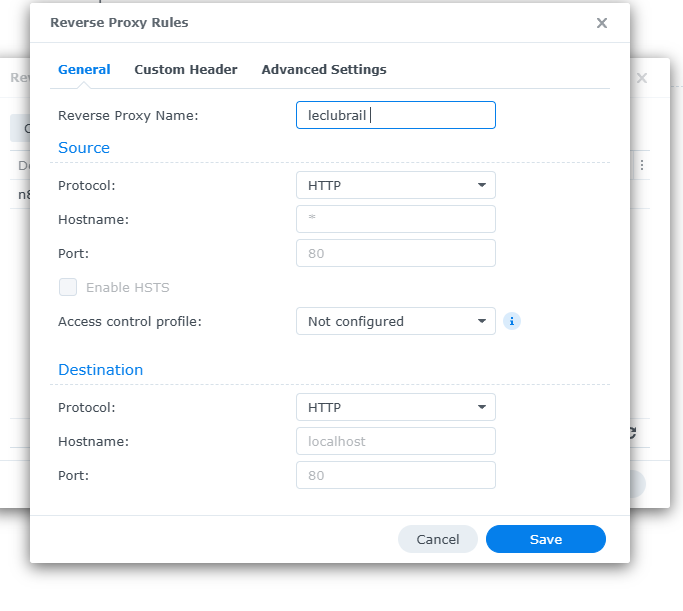 Reverse Proxy Rules
General Custom Header Advanced Settings
Reverse Proxy Name: leclubrail
Source
Protocol: HTTP
Hostname: *
Port: 80
Enable HSTS
Access control profile: Not configured
Destination
Protocol: HTTP
Hostname: localhost
Port: 80
Cancel Save